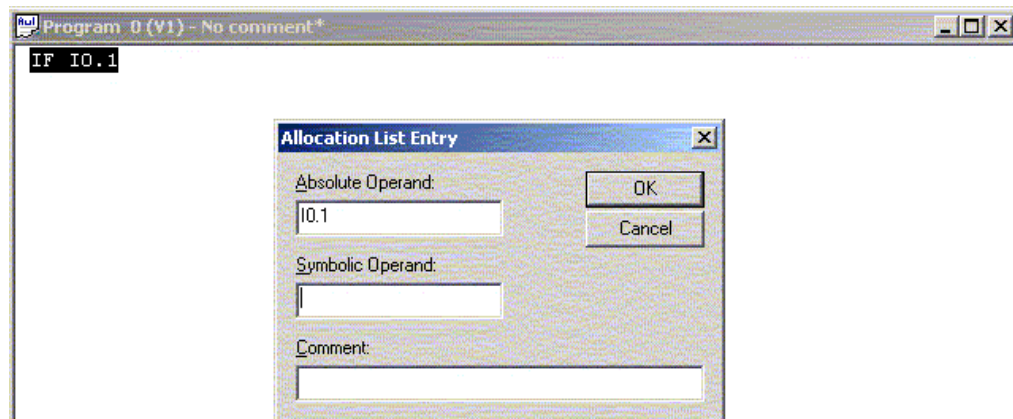 Awl
Program 0 (V1) - No comment*
IF I0.1
Allocation List Entry
Absolute Operand:
OK
I0.1
Cancel
Symbolic Operand:
Comment: